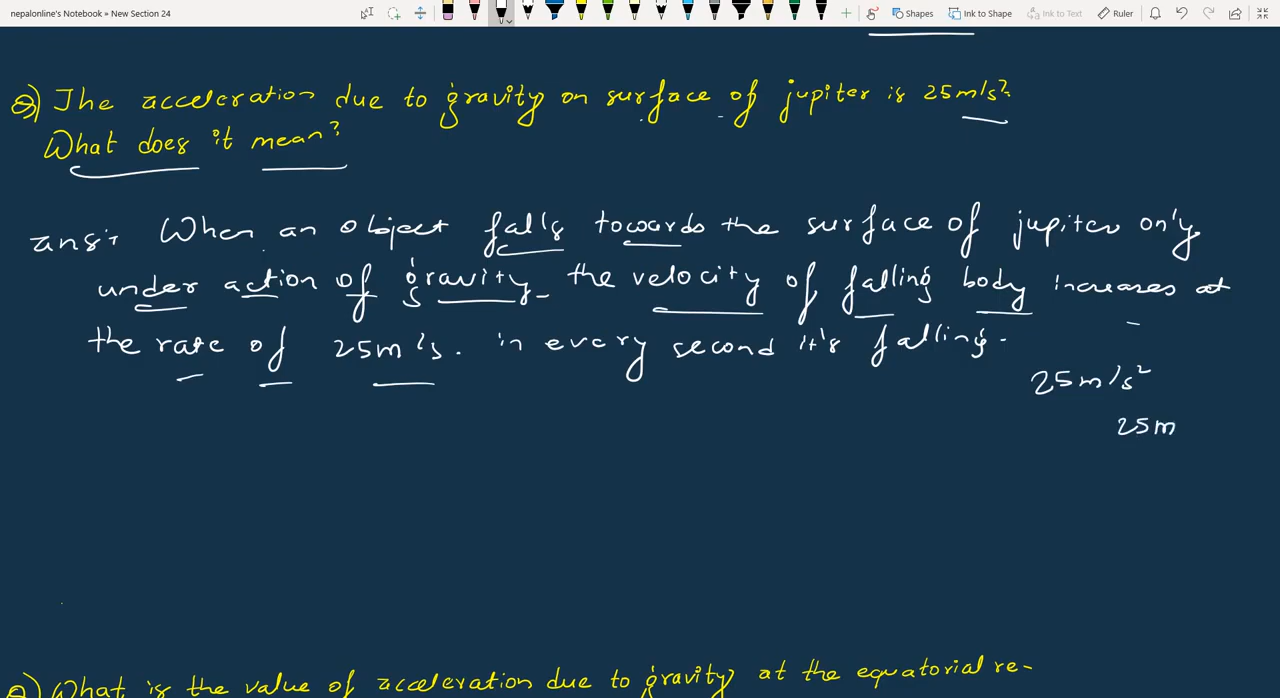 nepalonline's Notebook » New Section 24
Shapes
Ink to Shape
Ink to Text
Ruler
Q) The acceleration due to gravity on surface of jupiter is 25m/s².
What does it mean?
ans:- When an object falls towards the surface of jupiter only
under action of gravity, the velocity of falling body increases at
the rate of 25m/s. in every second it's falling.
25m/s²
25m
Q) What is the value of acceleration due to gravity at the equatorial re-